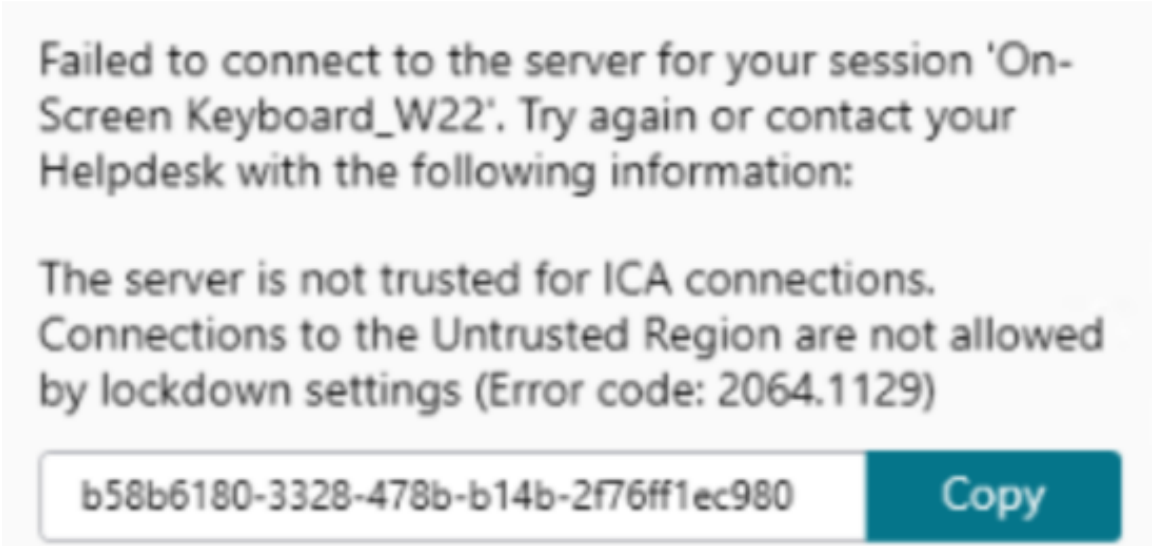 Failed to connect to the server for your session 'On-
Screen Keyboard_W22'. Try again or contact your
Helpdesk with the following information:
The server is not trusted for ICA connections.
Connections to the Untrusted Region are not allowed
by lockdown settings (Error code: 2064.1129)
b58b6180-3328-478b-b14b-2f76ff1ec980 Copy